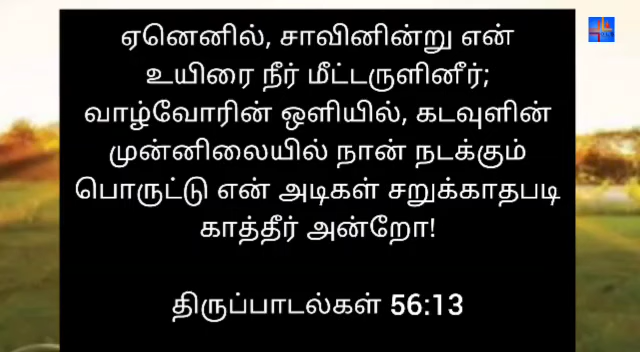 ஏனெனில், சாவினின்று என்
உயிரை நீர் மீட்டருளினீர்;
வாழ்வோரின் ஒளியில், கடவுளின்
முன்னிலையில் நான் நடக்கும்
பொருட்டு என் அடிகள் சறுக்காதபடி
காத்தீர் அன்றோ!
திருப்பாடல்கள் 56:13